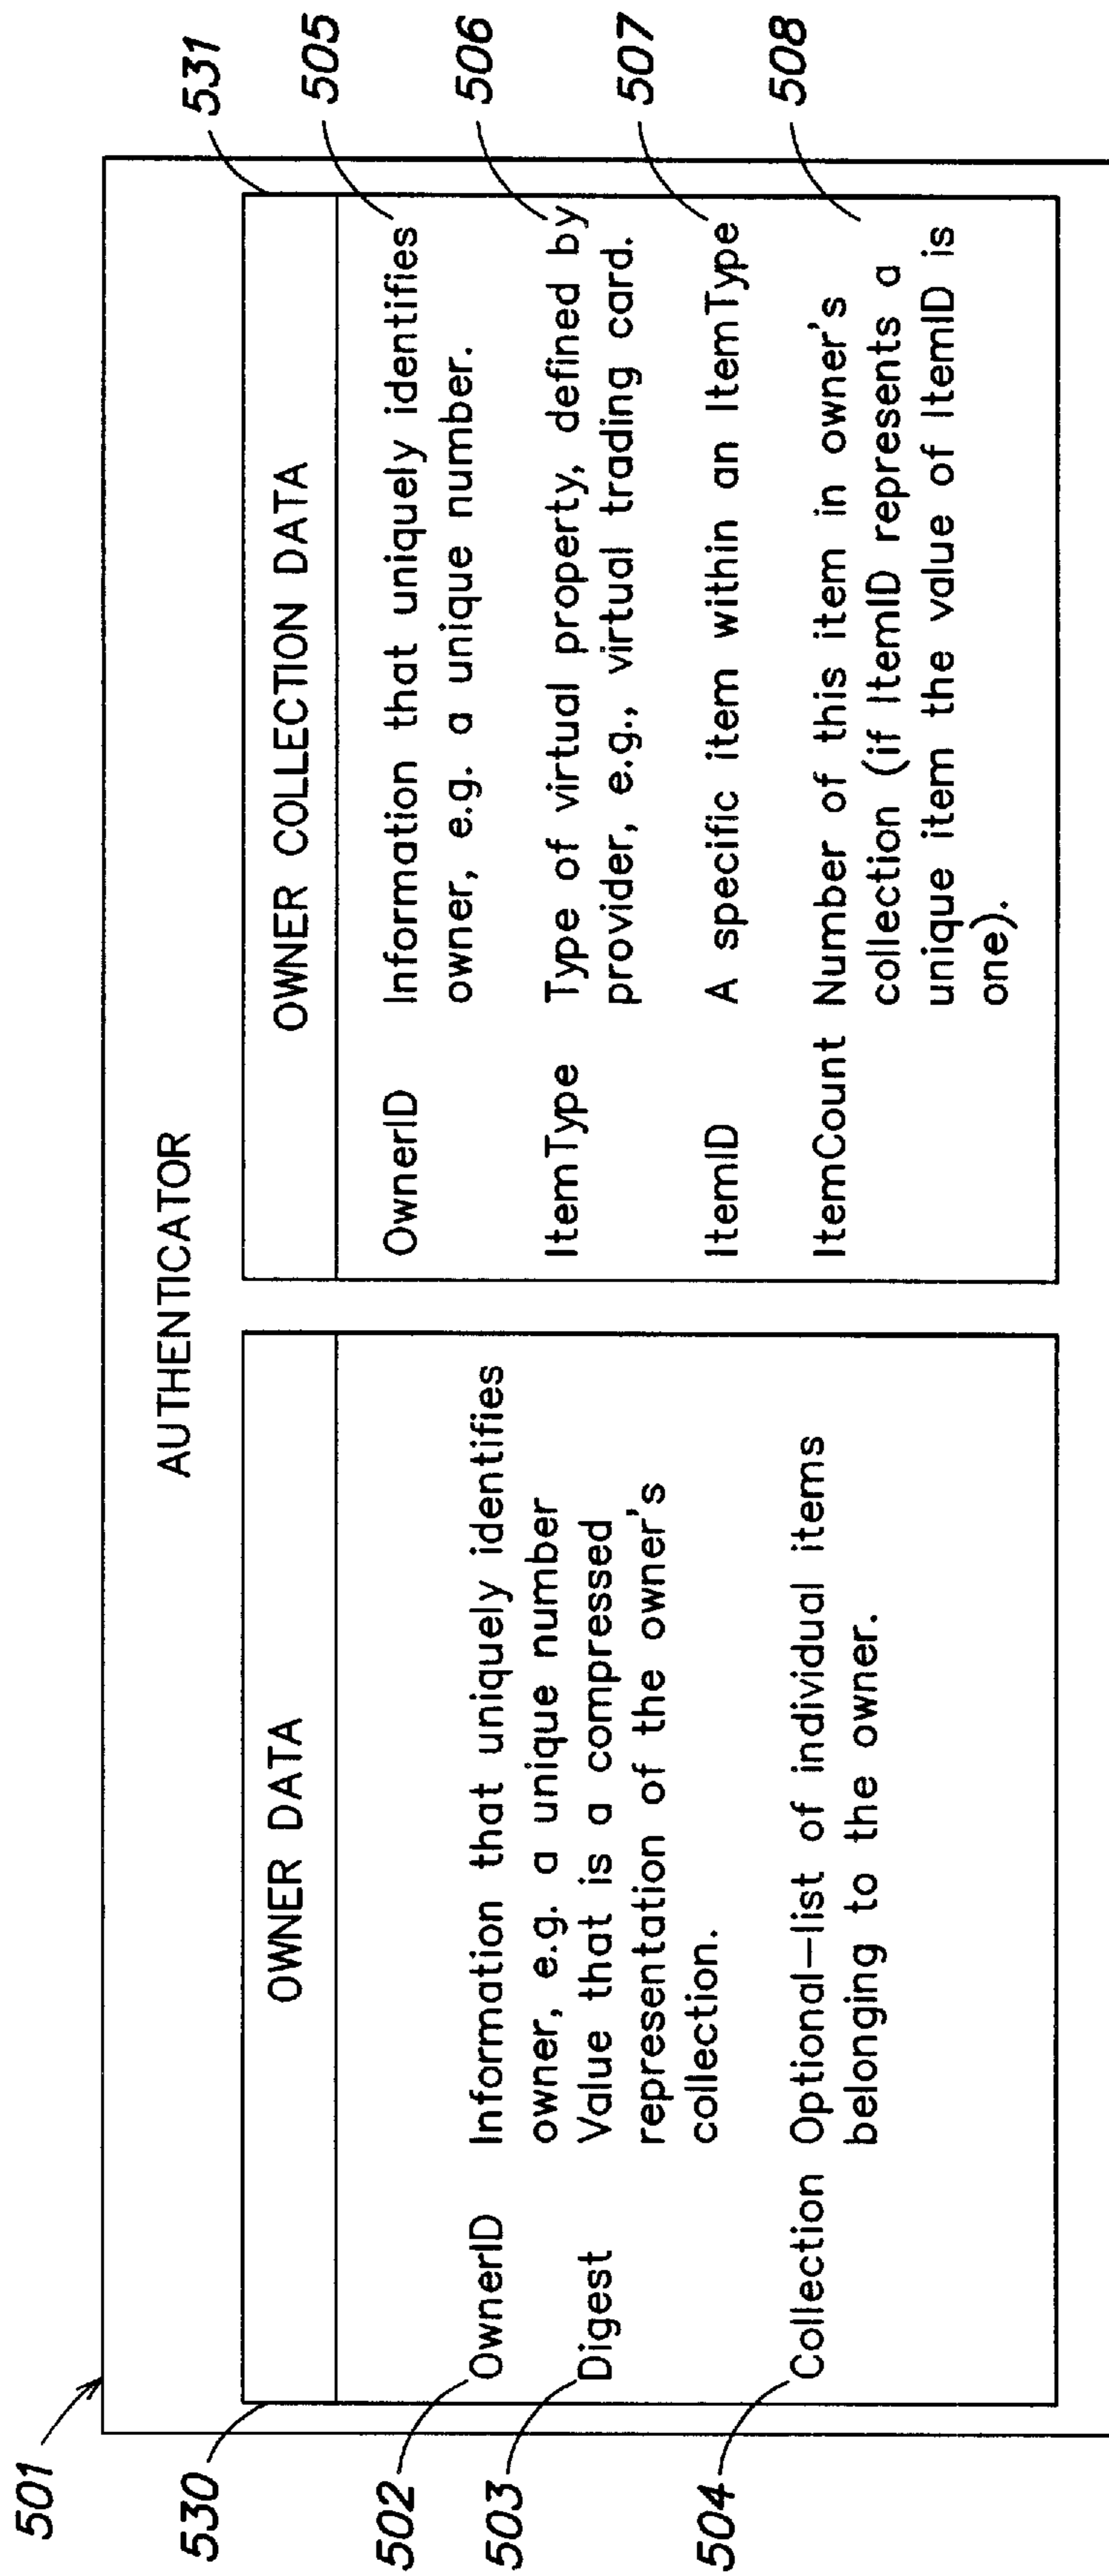 501
AUTHENTICATOR
530
OWNER DATA
502
OwnerID Information that uniquely identifies
owner, e.g. a unique number
503
Digest Value that is a compressed
representation of the owner's
collection.
504
Collection Optional-list of individual items
belonging to the owner.
531
OWNER COLLECTION DATA
505
OwnerID Information that uniquely identifies
owner, e.g. a unique number.
506
ItemType Type of virtual property, defined by
provider, e.g., virtual trading card.
507
ItemID A specific item within an ItemType
508
ItemCount Number of this item in owner's
collection (if ItemID represents a
unique item the value of ItemID is
one).